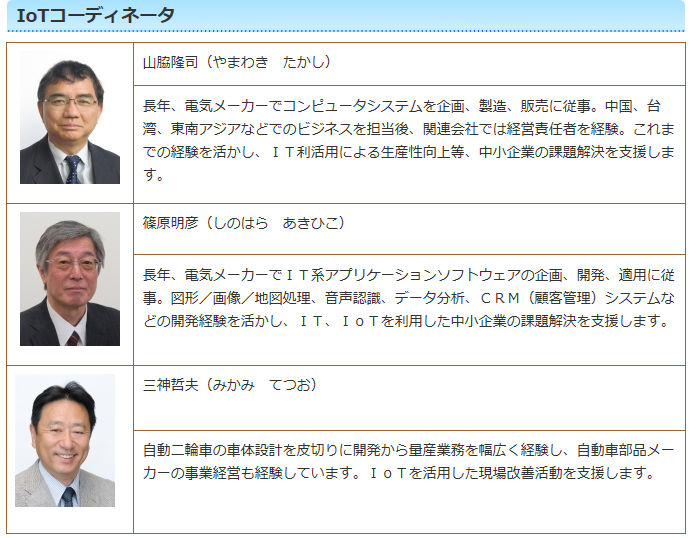 IoTコーディネータ
山脇隆司（やまわき　たかし）
長年、電気メーカーでコンピュータシステムを企画、製造、販売に従事。中国、台
湾、東南アジアなどでのビジネスを担当後、関連会社では経営責任者を経験。これま
での経験を活かし、ＩＴ利活用による生産性向上等、中小企業の課題解決を支援しま
す。
篠原明彦（しのはら　あきひこ）
長年、電気メーカーでＩＴ系アプリケーションソフトウェアの企画、開発、適用に従
事。図形／画像／地図処理、音声認識、データ分析、ＣＲＭ（顧客管理）システムな
どの開発経験を活かし、ＩＴ、ＩｏＴを利用した中小企業の課題解決を支援します。
三神哲夫（みかみ　てつお）
自動二輪車の車体設計を皮切りに開発から量産業務を幅広く経験し、自動車部品メー
カーの事業経営も経験しています。ＩｏＴを活用した現場改善活動を支援します。